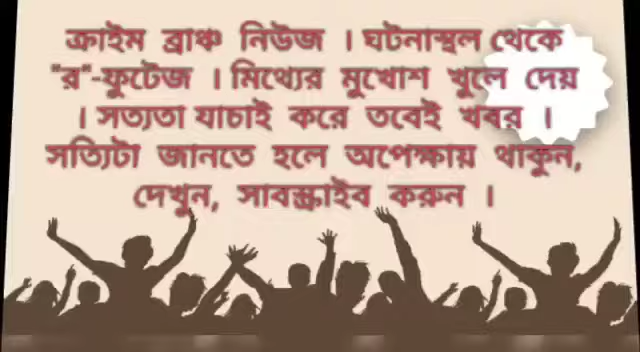 ক্রাইম ব্রাঞ্চ নিউজ । ঘটনাস্থল থেকে
"র"-ফুটেজ । মিথ্যের মুখোশ খুলে দেয়
। সত্যতা যাচাই করে তবেই খবর ।
সত্যিটা জানতে হলে অপেক্ষায় থাকুন,
দেখুন, সাবস্ক্রাইব করুন ।